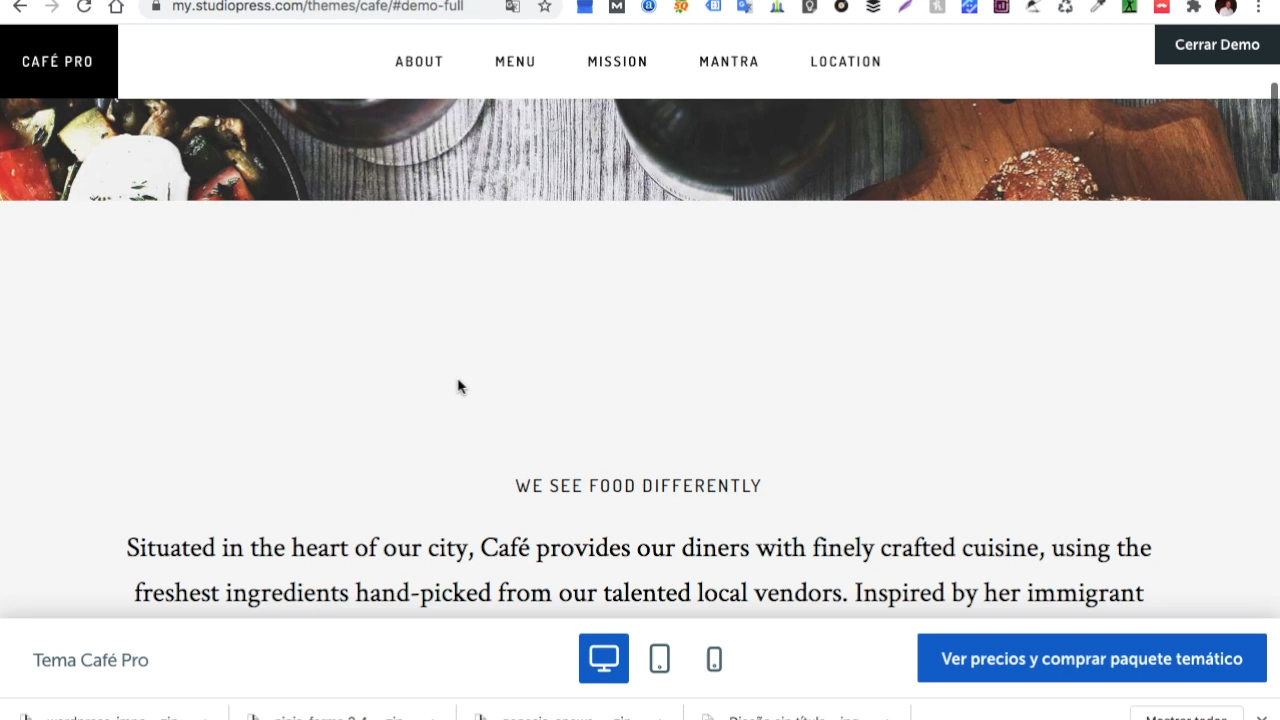 my.studiopress.com/themes/cafe/#demo-full
CAFÉ PRO
ABOUT
MENU
MISSION
MANTRA
LOCATION
Cerrar Demo
WE SEE FOOD DIFFERENTLY
Situated in the heart of our city, Café provides our diners with finely crafted cuisine, using the
freshest ingredients hand-picked from our talented local vendors. Inspired by her immigrant
Tema Café Pro
Ver precios y comprar paquete temático